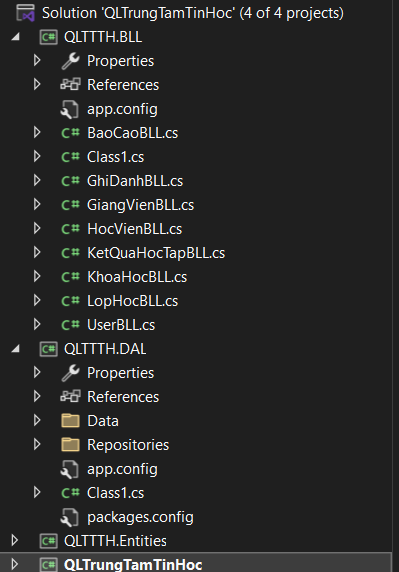 Solution 'QLTrungTamTinHoc' (4 of 4 projects)
C# QLTTTH.BLL
Properties
References
app.config
C# BaoCaoBLL.cs
C# Class1.cs
C# GhiDanhBLL.cs
C# GiangVienBLL.cs
C# HocVienBLL.cs
C# KetQuaHocTapBLL.cs
C# KhoaHocBLL.cs
C# LopHocBLL.cs
C# UserBLL.cs
C# QLTTTH.DAL
Properties
References
Data
Repositories
app.config
C# Class1.cs
packages.config
C# QLTTTH.Entities
C# QLTrungTamTinHoc